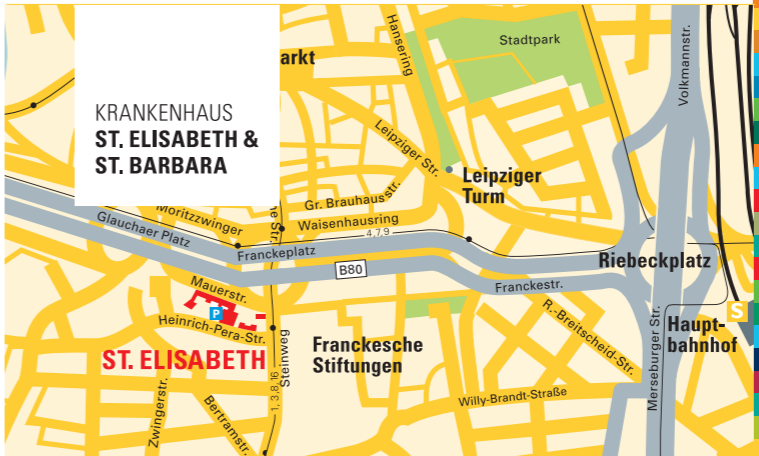 KRANKENHAUS
ST. ELISABETH &
ST. BARBARA
arkt
Hansering
Stadtpark
Volkmannstr.
Leipziger Str.
Leipziger
Turm
Gr. Brauhausstr.
Moritzzwinger
he Str.
Waisenhausring
Glauchaer Platz
4,7,9
Franckeplatz
B80
Riebeckplatz
Franckestr.
Mauerstr.
P
Heinrich-Pera-Str.
ST. ELISABETH
Steinweg
1, 3,8,16
Franckesche
Stiftungen
R.-Breitscheid-Str.
Merseburger Str.
S
Haupt-
bahnhof
Zwingerstr.
Bertramstr.
Willy-Brandt-Straße